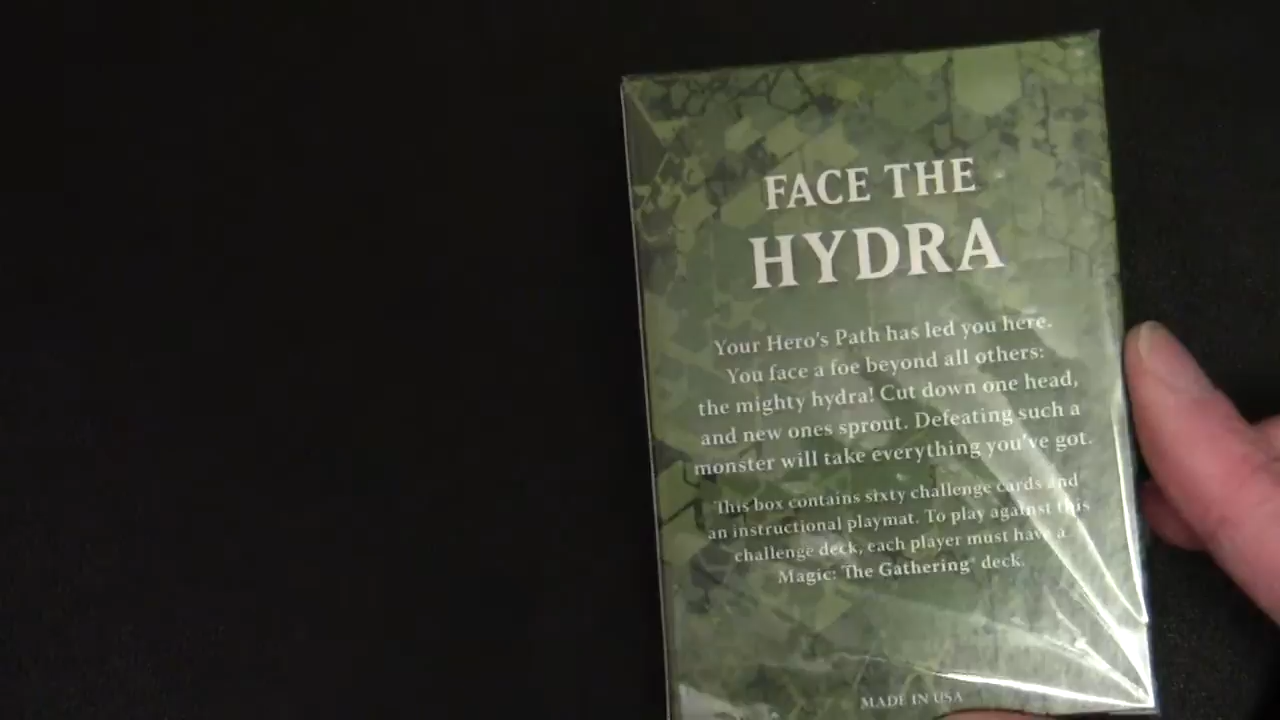 FACE THE
HYDRA
Your Hero's Path has led you here.
You face a foe beyond all others:
the mighty hydra! Cut down one head,
and new ones sprout. Defeating such a
monster will take everything you've got.
This box contains sixty challenge cards and
an instructional playmat. To play against this
challenge deck, each player must have a
Magic: The Gathering® deck.
MADE IN USA